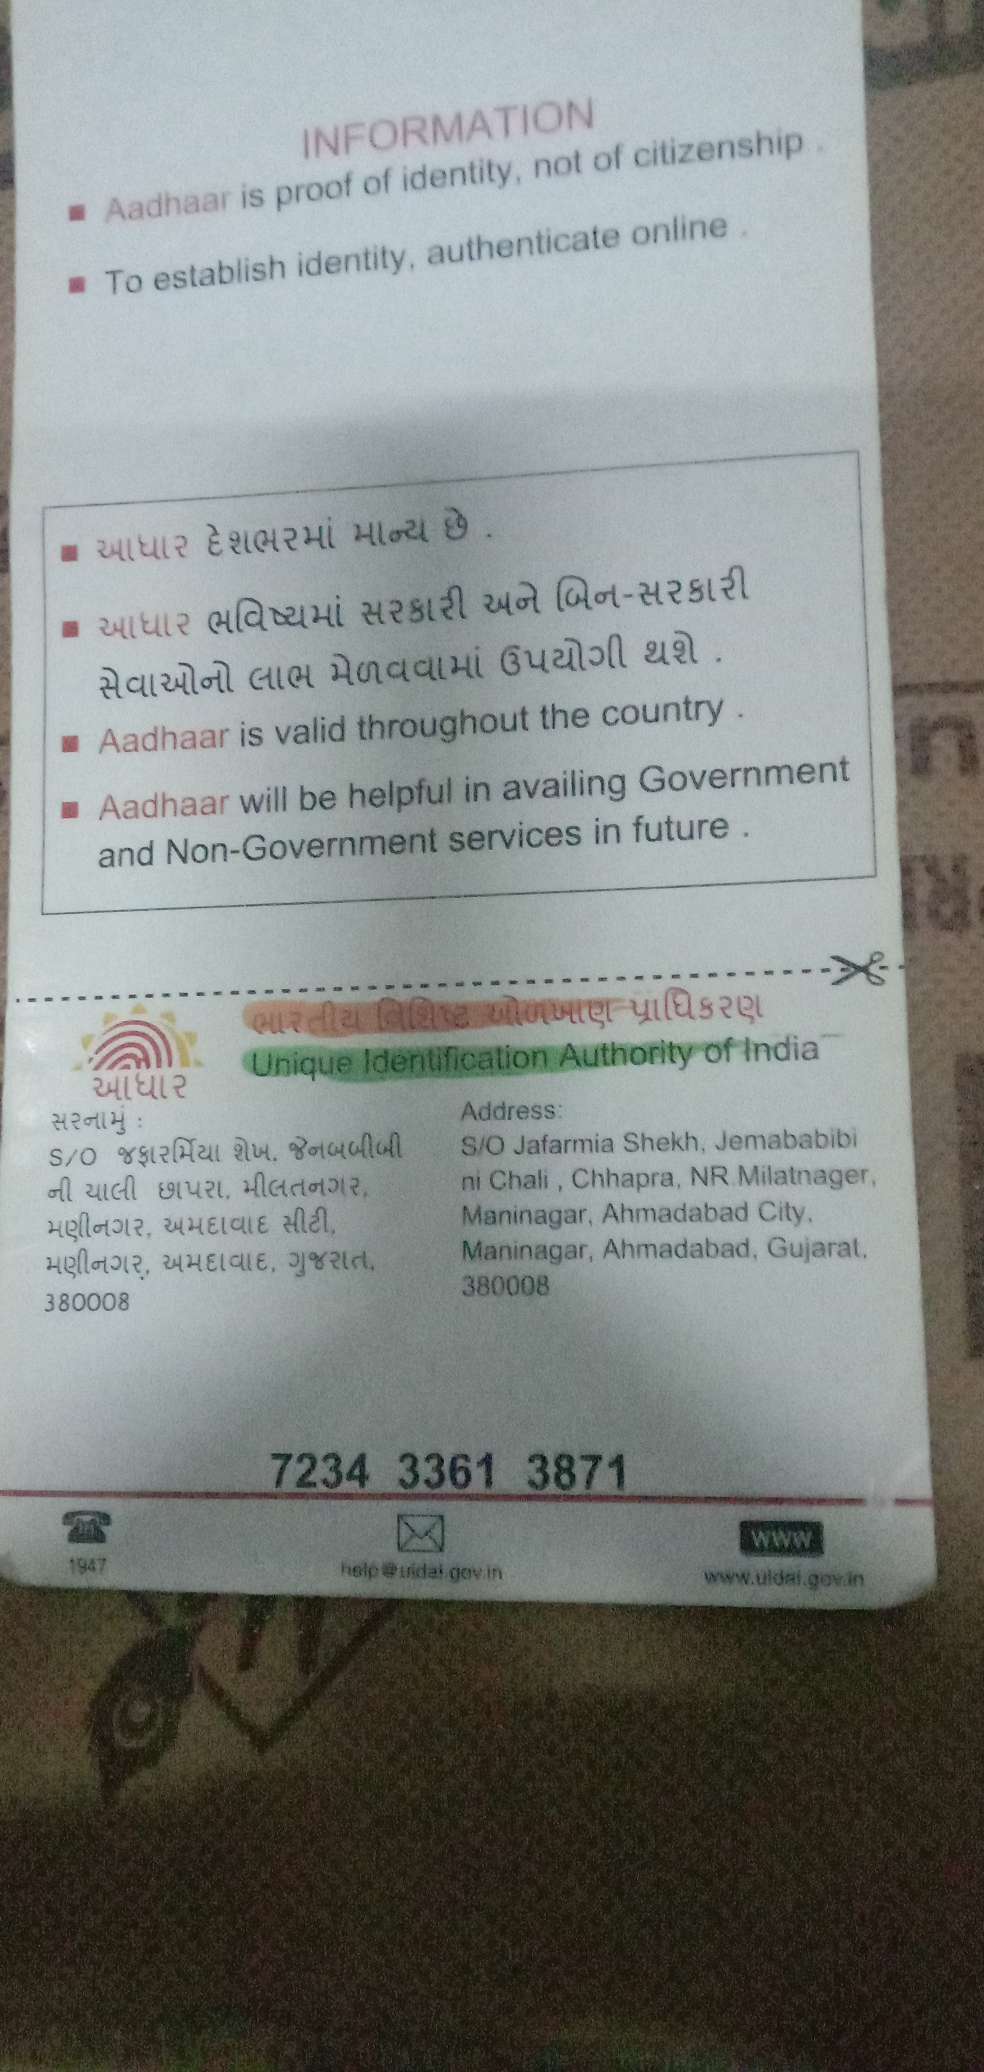 INFORMATION
Aadhaar is proof of identity, not of citizenship .
To establish identity, authenticate online .
આધાર દેશભરમાં માન્ય છે .
આધાર ભવિષ્યમાં સરકારી અને બિન-સરકારી
સેવાઓનો લાભ મેળવવામાં ઉપયોગી થશે .
Aadhaar is valid throughout the country .
Aadhaar will be helpful in availing Government
and Non-Government services in future .
ભારતીય વિશિષ્ટ ઓળખાણ પ્રાધિકરણ
Unique Identification Authority of India
આધાર
સરનામું :
S/O જફારમિંયા શેખ, જેનબબીબી
ની ચાલી છાપરા, મીલતનગર,
મણીનગર, અમદાવાદ સીટી,
મણીનગર, અમદાવાદ, ગુજરાત,
380008
Address:
S/O Jafarmia Shekh, Jemababibi
ni Chali , Chhapra, NR.Milatnager,
Maninagar, Ahmadabad City,
Maninagar, Ahmadabad, Gujarat,
380008
7234 3361 3871
1947
help@uidai.gov.in
www
www.uidai.gov.in